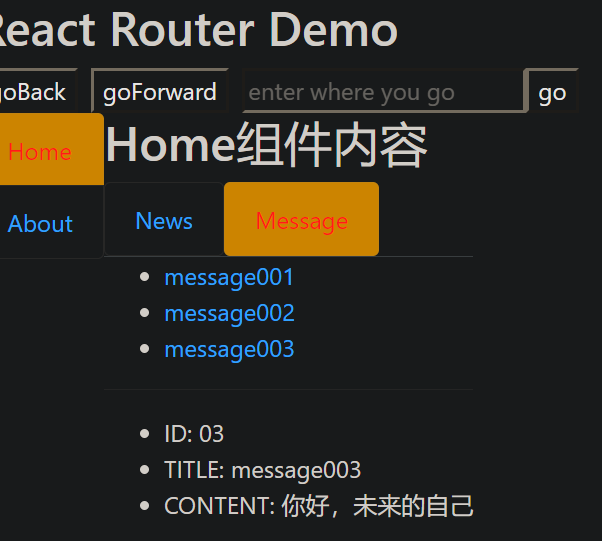 React Router Demo
goBack goForward enter where you go go
Home Home组件内容
About News Message
message001
message002
message003
ID: 03
TITLE: message003
CONTENT: 你好，未来的自己